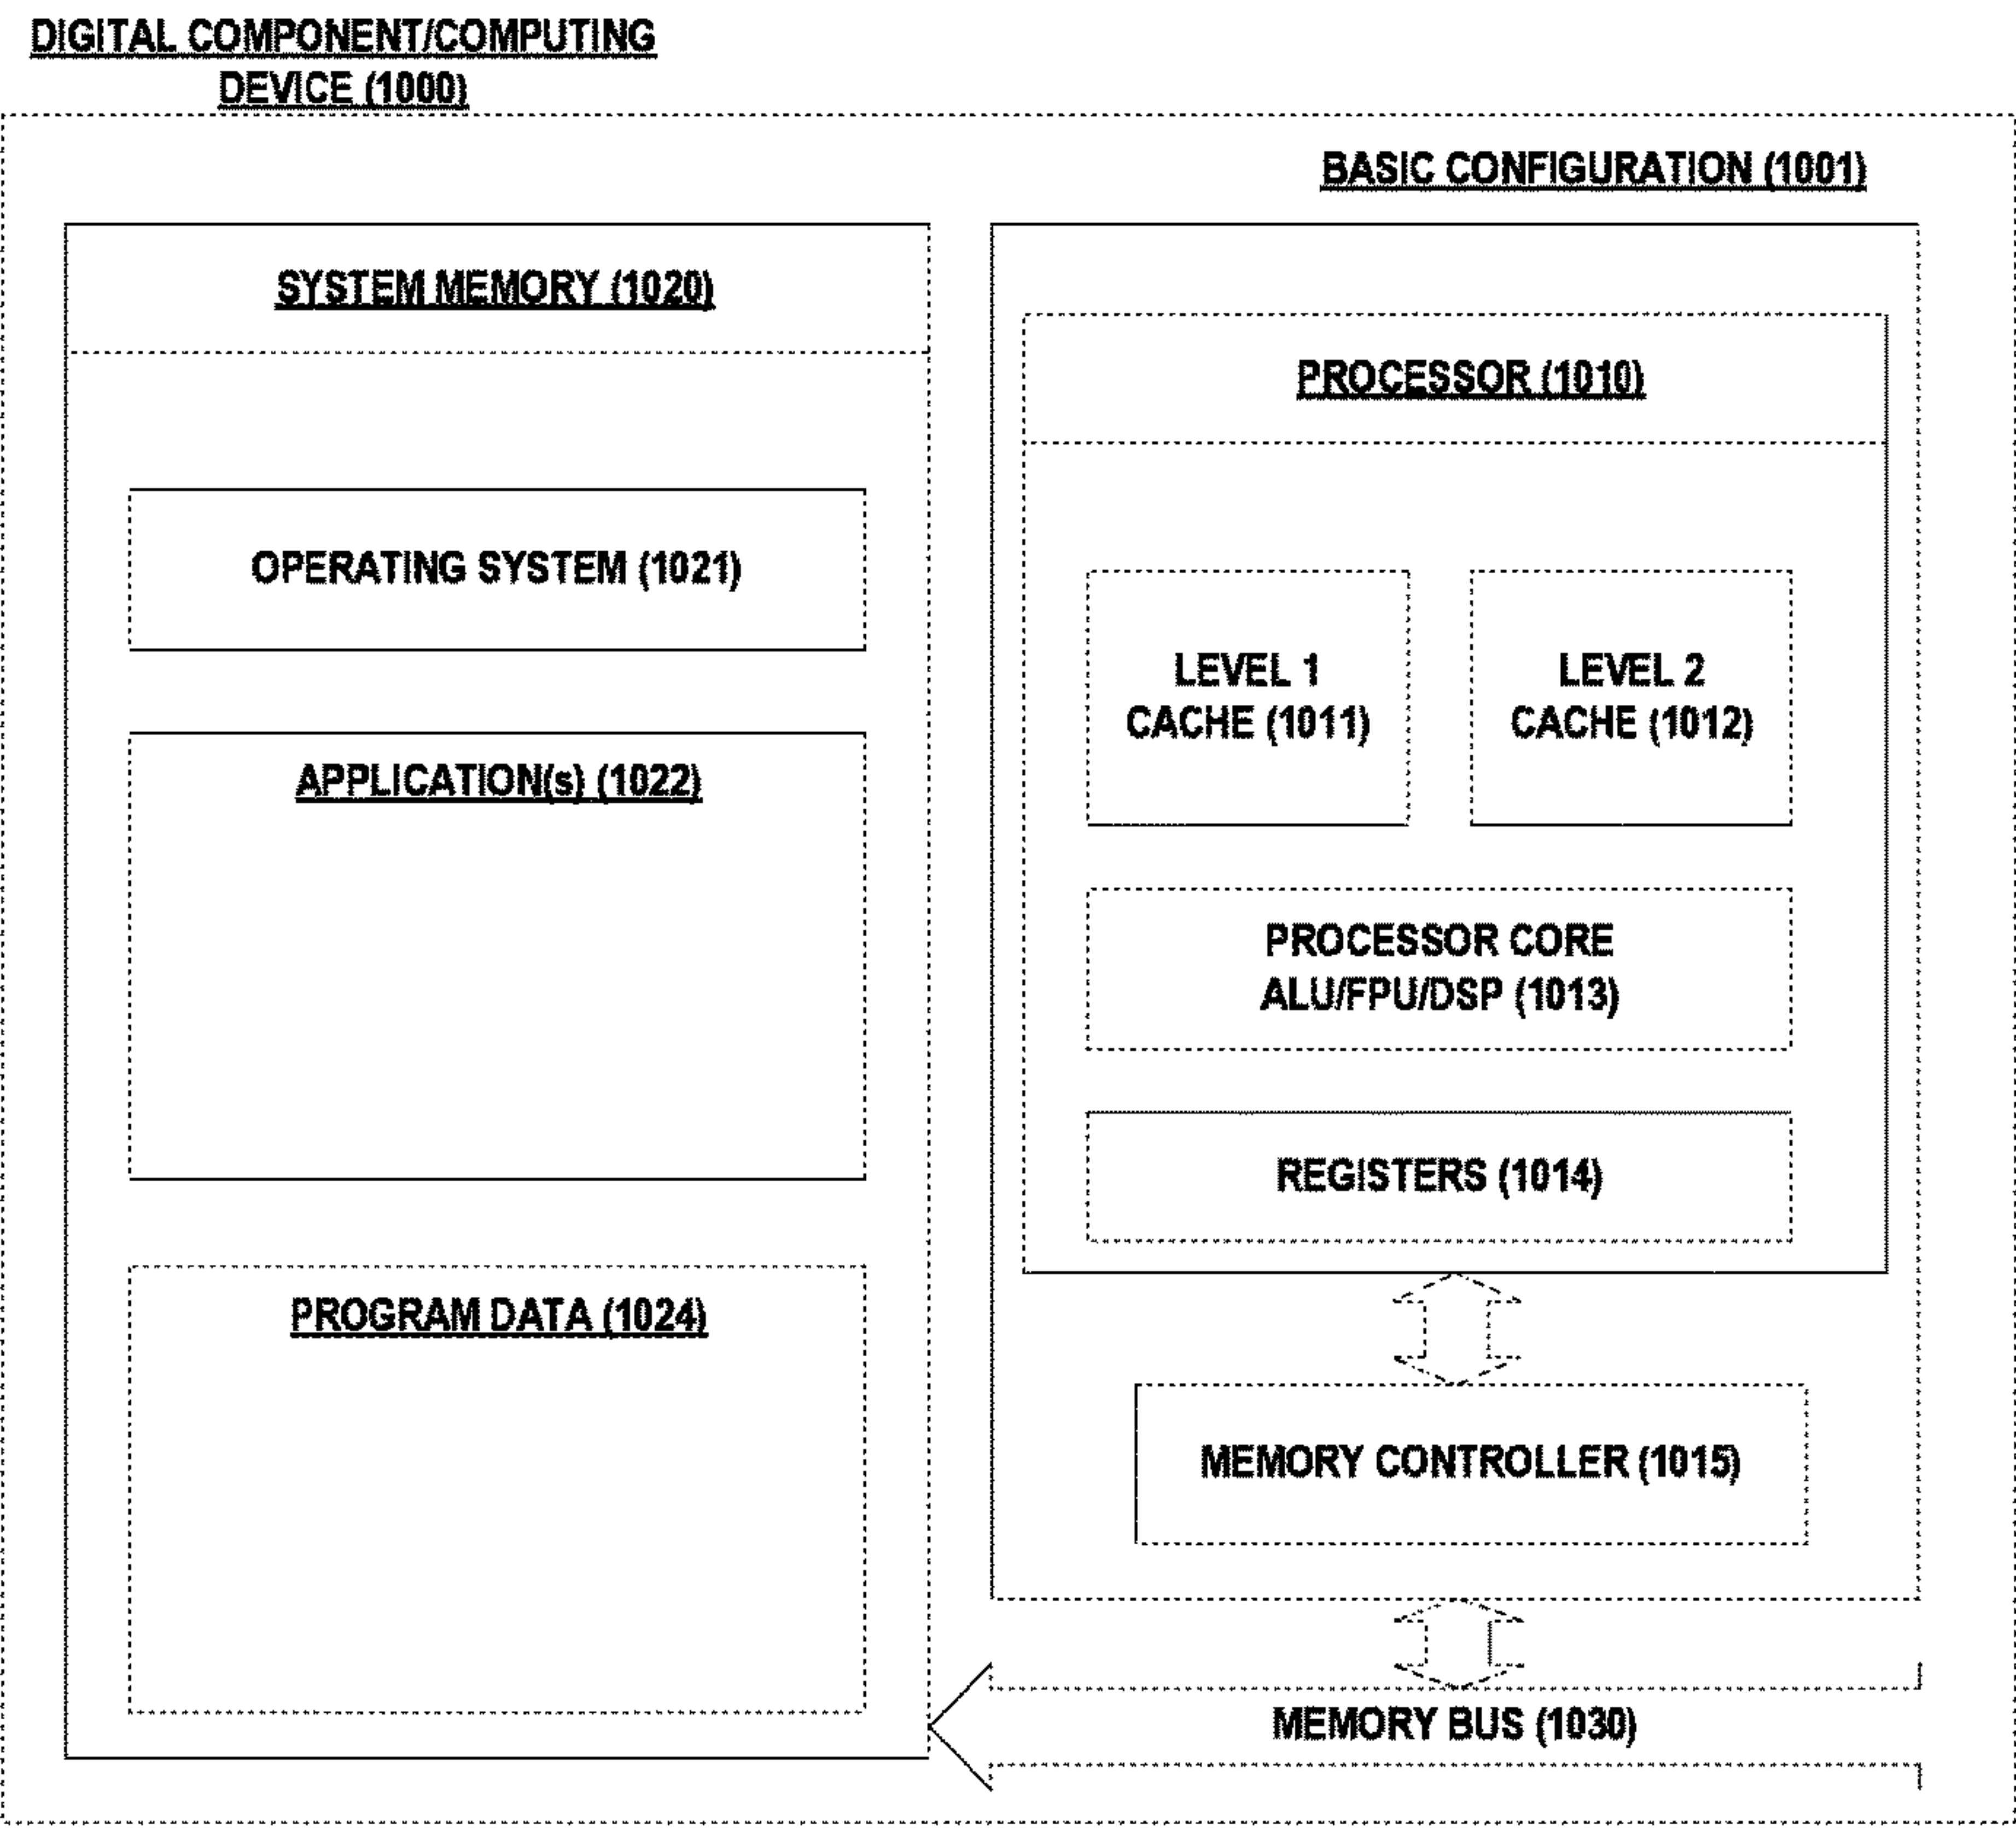 DIGITAL COMPONENT/COMPUTING
DEVICE (1000)
BASIC CONFIGURATION (1001)
SYSTEM MEMORY (1020)
OPERATING SYSTEM (1021)
APPLICATION(s) (1022)
PROGRAM DATA (1024)
PROCESSOR (1010)
LEVEL 1
CACHE (1011)
LEVEL 2
CACHE (1012)
PROCESSOR CORE
ALU/FPU/DSP (1013)
REGISTERS (1014)
MEMORY CONTROLLER (1015)
MEMORY BUS (1030)